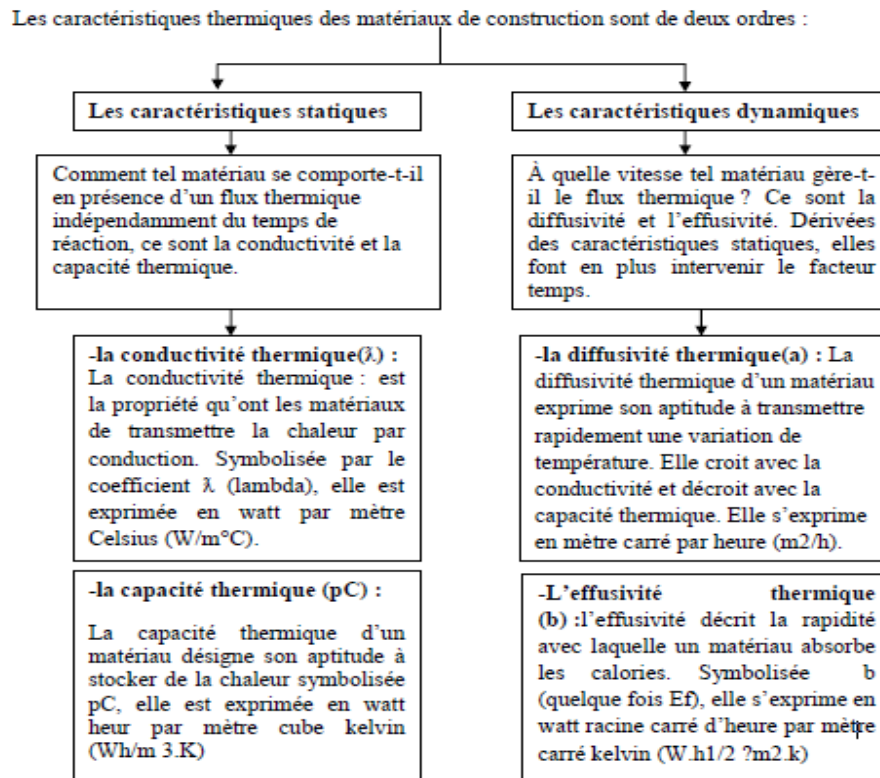 Les caractéristiques thermiques des matériaux de construction sont de deux ordres :
Les caractéristiques statiques
Comment tel matériau se comporte-t-il
en présence d'un flux thermique
indépendamment du temps de
réaction, ce sont la conductivité et la
capacité thermique.
-la conductivité thermique(λ) :
La conductivité thermique : est
la propriété qu'ont les matériaux
de transmettre la chaleur par
conduction. Symbolisée par le
coefficient λ (lambda), elle est
exprimée en watt par mètre
Celsius (W/m°C).
-la capacité thermique (pC) :
La capacité thermique d'un
matériau désigne son aptitude à
stocker de la chaleur symbolisée
pC, elle est exprimée en watt
heur par mètre cube kelvin
(Wh/m 3.K)
Les caractéristiques dynamiques
À quelle vitesse tel matériau gère-t-
il le flux thermique ? Ce sont la
diffusivité et l'effusivité. Dérivées
des caractéristiques statiques, elles
font en plus intervenir le facteur
temps.
-la diffusivité thermique(a) : La
diffusivité thermique d'un matériau
exprime son aptitude à transmettre
rapidement une variation de
température. Elle croit avec la
conductivité et décroit avec la
capacité thermique. Elle s'exprime
en mètre carré par heure (m2/h).
-L'effusivité thermique
(b) :l'effusivité décrit la rapidité
avec laquelle un matériau absorbe
les calories. Symbolisée b
(quelque fois Ef), elle s'exprime en
watt racine carré d'heure par mètre
carré kelvin (W.h1/2 ?m2.k)